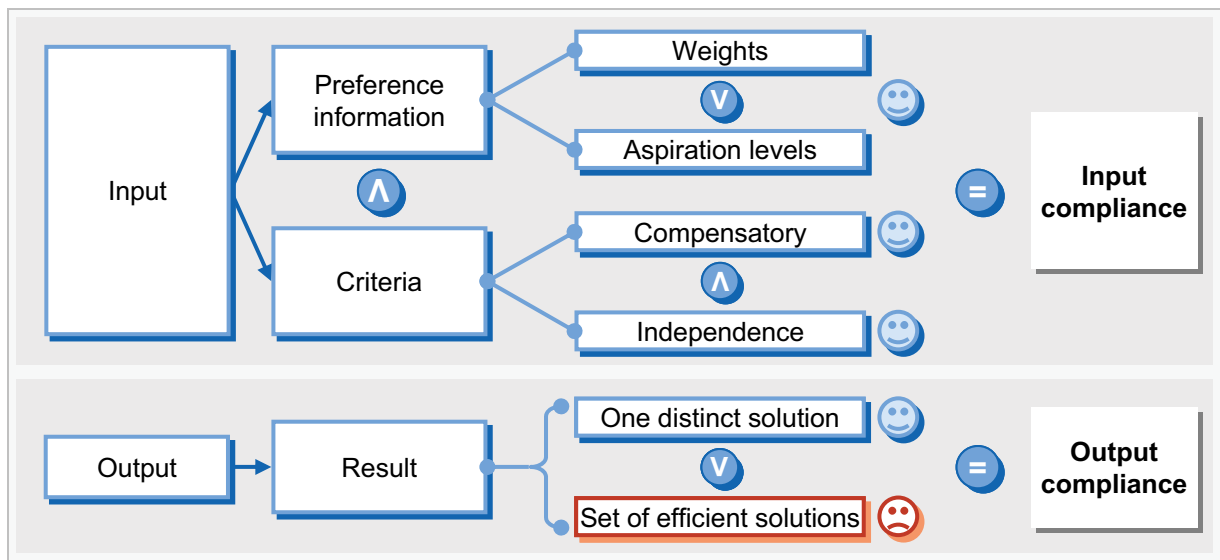 Input
Preference
information
Λ
Criteria
Weights
V
Aspiration levels
Compensatory
Λ
Independence
=
Input
compliance
Output
Result
One distinct solution
V
Set of efficient solutions
=
Output
compliance